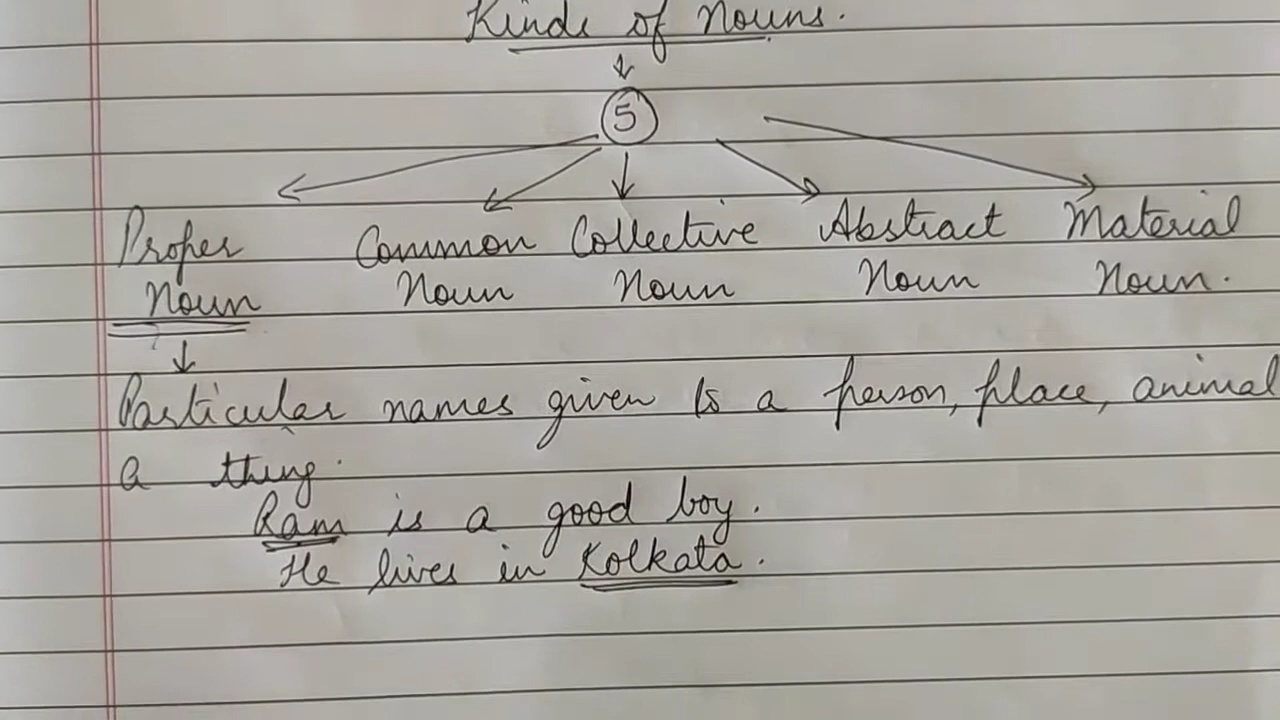 Kinds of Nouns.
5
Proper Common Collective Abstract Material
Noun Noun Noun Noun Noun.
Particular names given to a person, place, animal
a thing.
Ram is a good boy.
He lives in Kolkata.